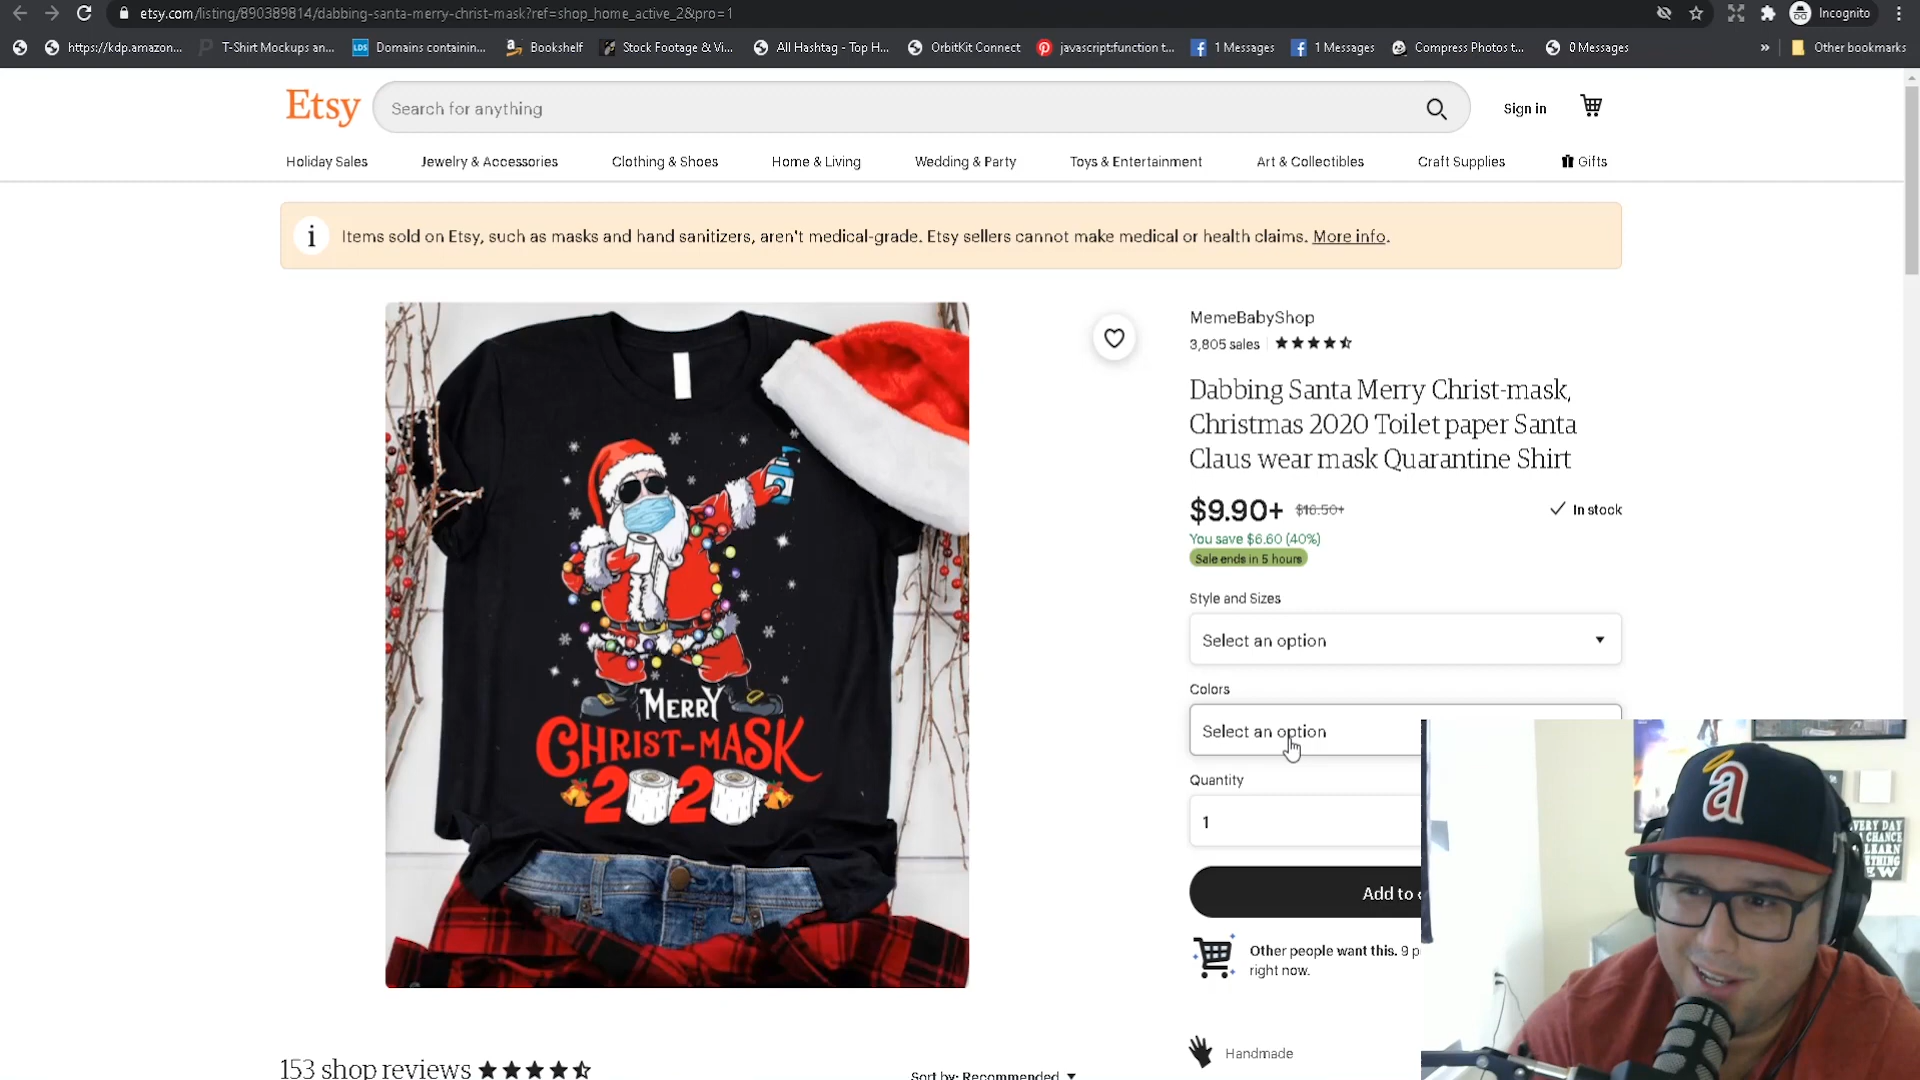 etsy.com/listing/890389814/dabbing-santa-merry-christ-mask?ref=shop_home_active_2&pro=1
Incognito
https://kdp.amazon...
T-Shirt Mockups an...
LDS
Domains containin...
Bookshelf
Stock Footage & Vi...
All Hashtag - Top H...
OrbitKit Connect
javascript:function t...
1 Messages
1 Messages
Compress Photos t...
0 Messages
»
Other bookmarks
Etsy
Search for anything
Sign in
Holiday Sales
Jewelry & Accessories
Clothing & Shoes
Home & Living
Wedding & Party
Toys & Entertainment
Art & Collectibles
Craft Supplies
Gifts
i
Items sold on Etsy, such as masks and hand sanitizers, aren't medical-grade. Etsy sellers cannot make medical or health claims. More info.
MemeBabyShop
3,805 sales
Dabbing Santa Merry Christ-mask,
Christmas 2020 Toilet paper Santa
Claus wear mask Quarantine Shirt
$9.90+ $16.50+
In stock
You save $6.60 (40%)
Sale ends in 5 hours
Style and Sizes
Select an option
Colors
Select an option
Quantity
1
Add to
Other people want this. 9 p
right now.
Handmade
MERRY
CHRIST-MASK
2020
153 shop reviews
Sort by: Recommended
a
EVERY DAY
A CHANCE
LEARN